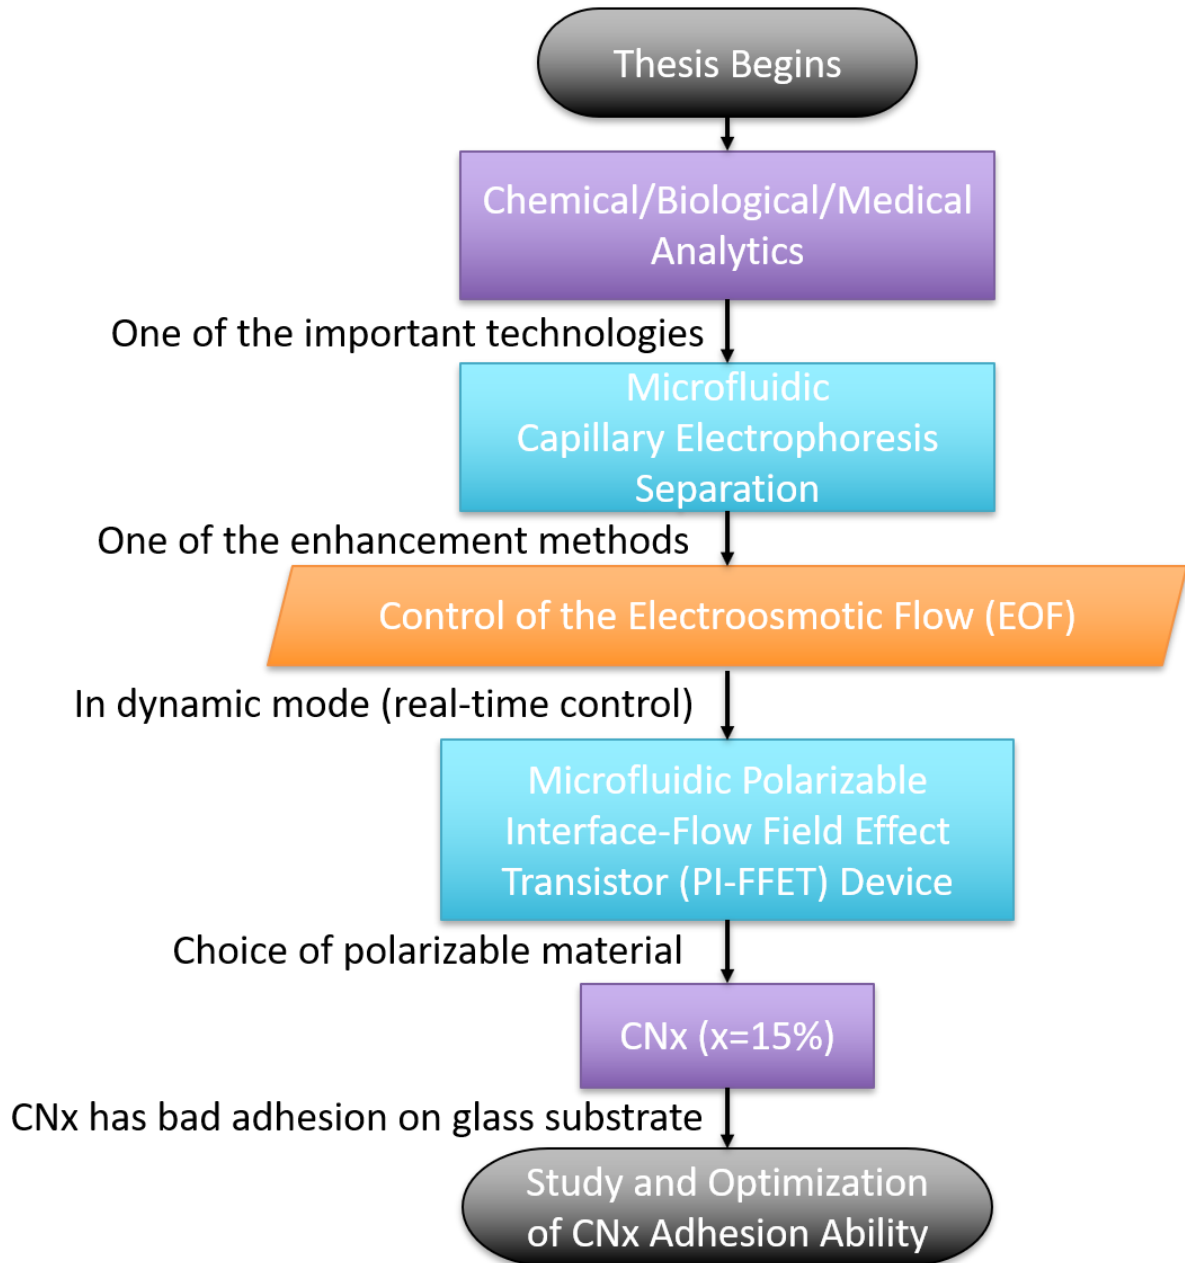 Thesis Begins
Chemical/Biological/Medical
Analytics
One of the important technologies
Microfluidic
Capillary Electrophoresis
Separation
One of the enhancement methods
Control of the Electroosmotic Flow (EOF)
In dynamic mode (real-time control)
Microfluidic Polarizable
Interface-Flow Field Effect
Transistor (PI-FFET) Device
Choice of polarizable material
CNx (x=15%)
CNx has bad adhesion on glass substrate
Study and Optimization
of CNx Adhesion Ability